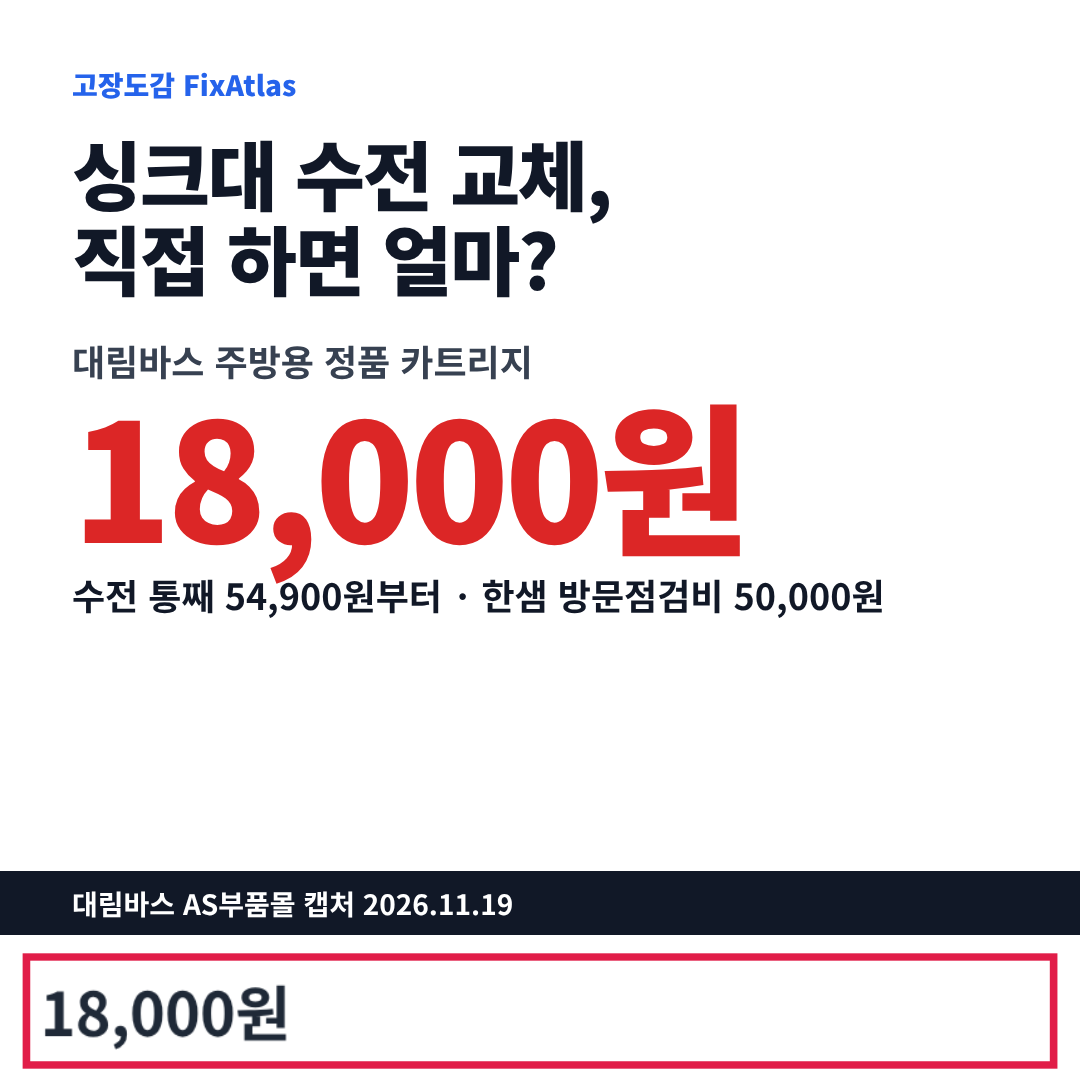 고장도감 FixAtlas
싱크대 수전 교체,
직접 하면 얼마?
대림바스 주방용 정품 카트리지
18,000원
수전 통째 54,900원부터 · 한샘 방문점검비 50,000원
대림바스 AS부품몰 캡처 2026.11.19
18,000원